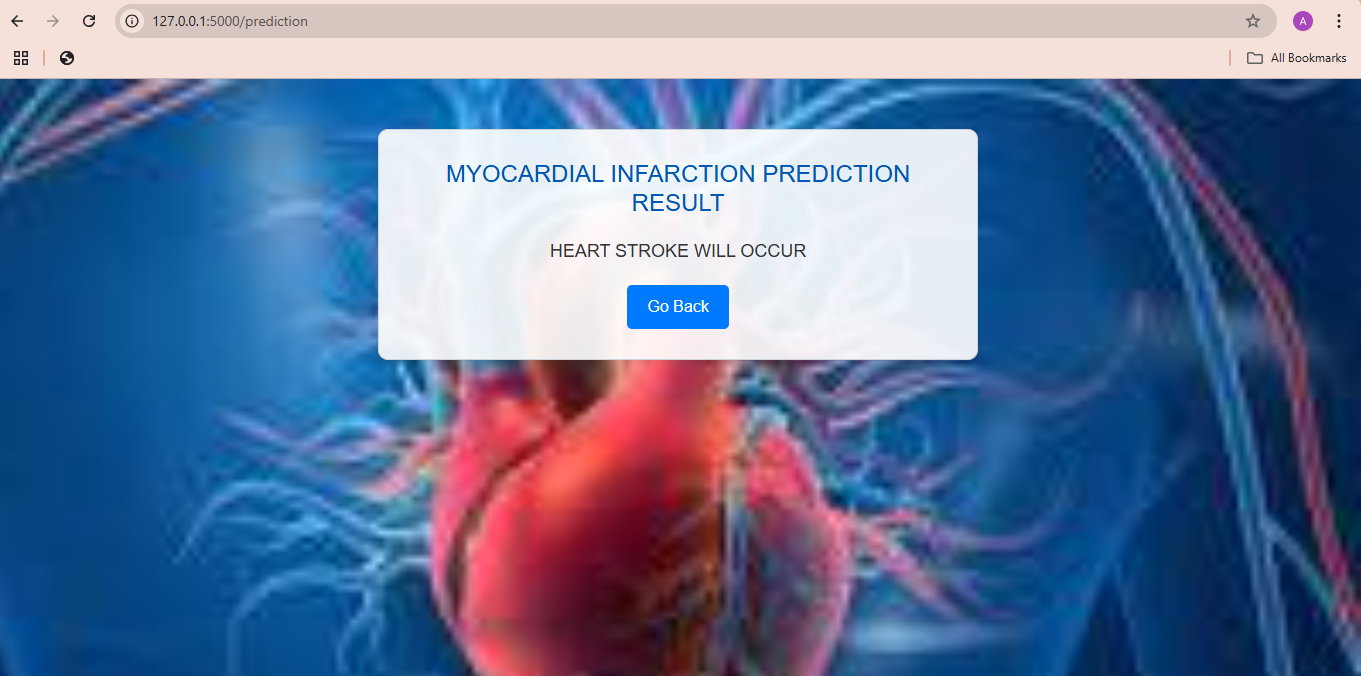 127.0.0.1:5000/prediction
A
All Bookmarks
MYOCARDIAL INFARCTION PREDICTION
RESULT
HEART STROKE WILL OCCUR
Go Back